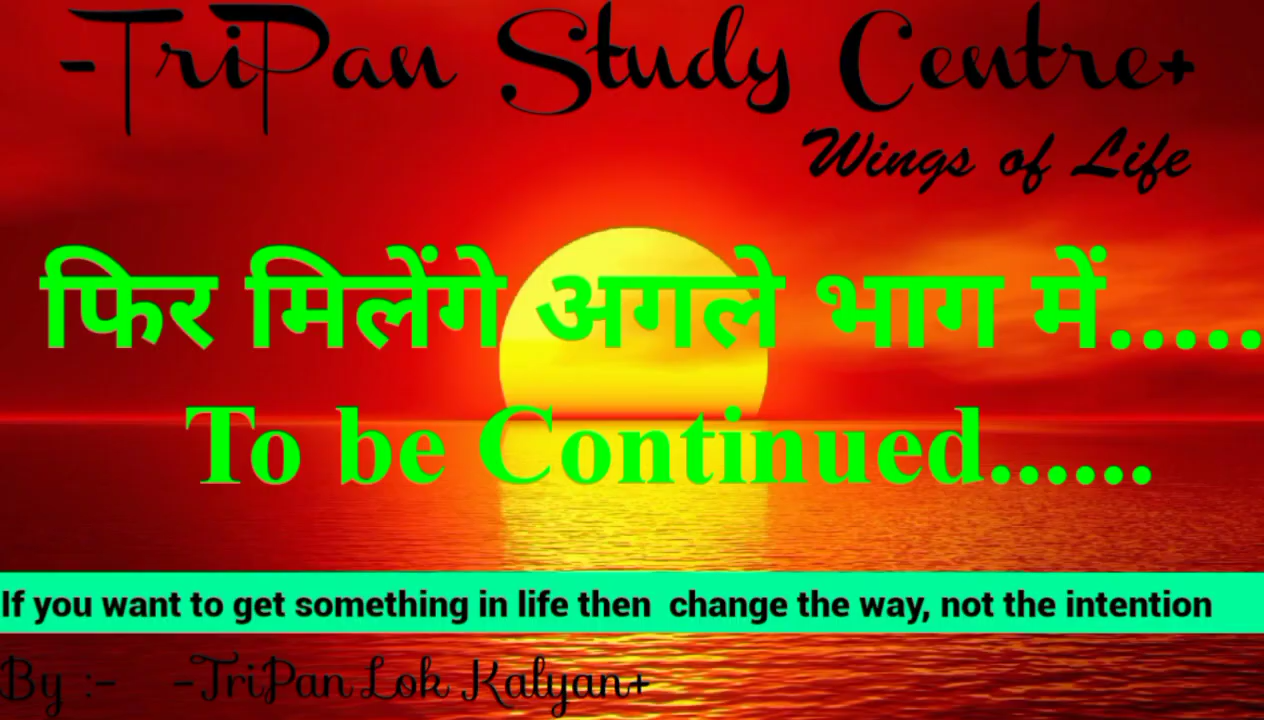 -TriPan Study Centre+
Wings of Life
फिर मिलेंगे अगले भाग में.....
To be Continued......
If you want to get something in life then  change the way, not the intention
By :-    -TriPan Lok Kalyan+